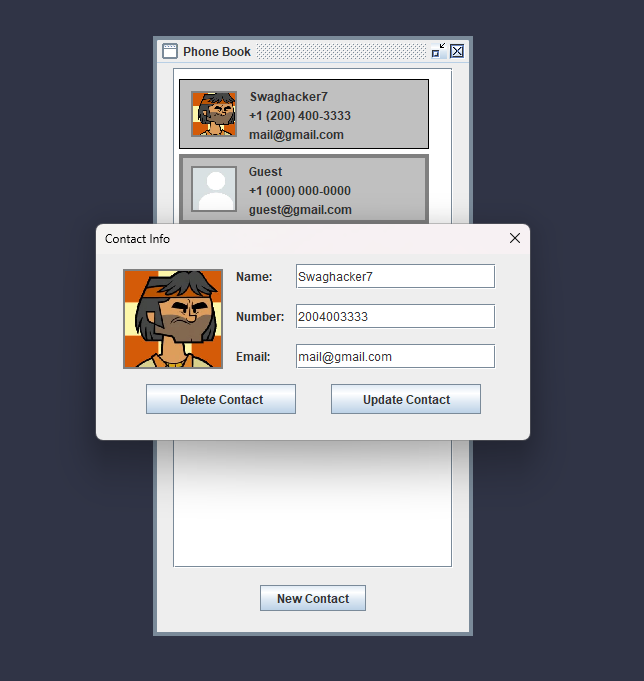 Phone Book
Swaghacker7
+1 (200) 400-3333
mail@gmail.com
Guest
+1 (000) 000-0000
guest@gmail.com
Contact Info
Name: Swaghacker7
Number: 2004003333
Email: mail@gmail.com
Delete Contact Update Contact
New Contact